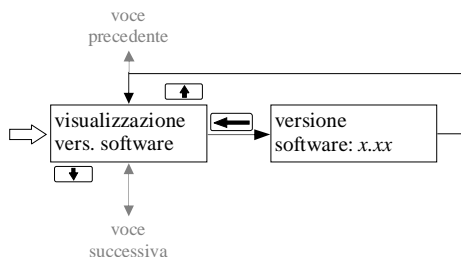 voce
precedente
visualizzazione
vers. software
versione
software: x.xx
voce
successiva